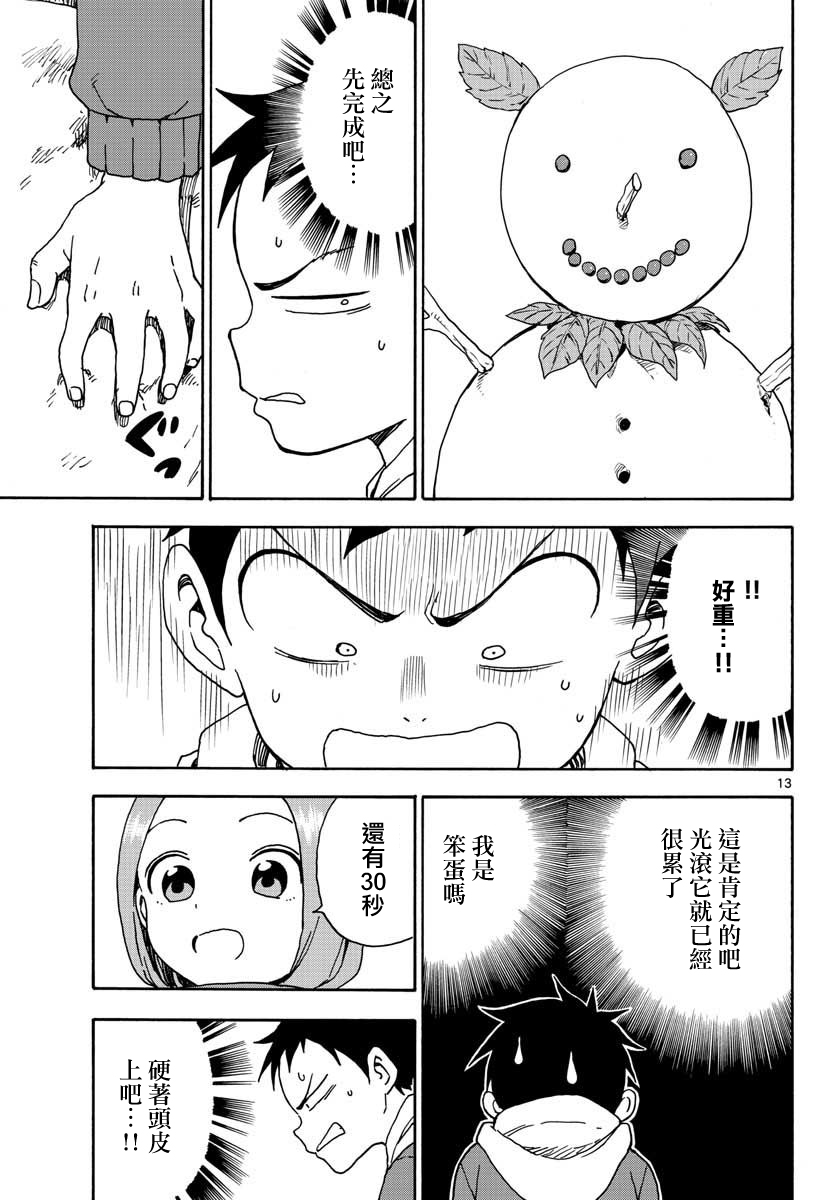 總之
先完成吧…
ぐっ
!!
好重…!!
13
這是肯定的吧
光滾它就已經
很累了
我是
笨蛋嗎
還有30秒
硬著頭皮
上吧…!!